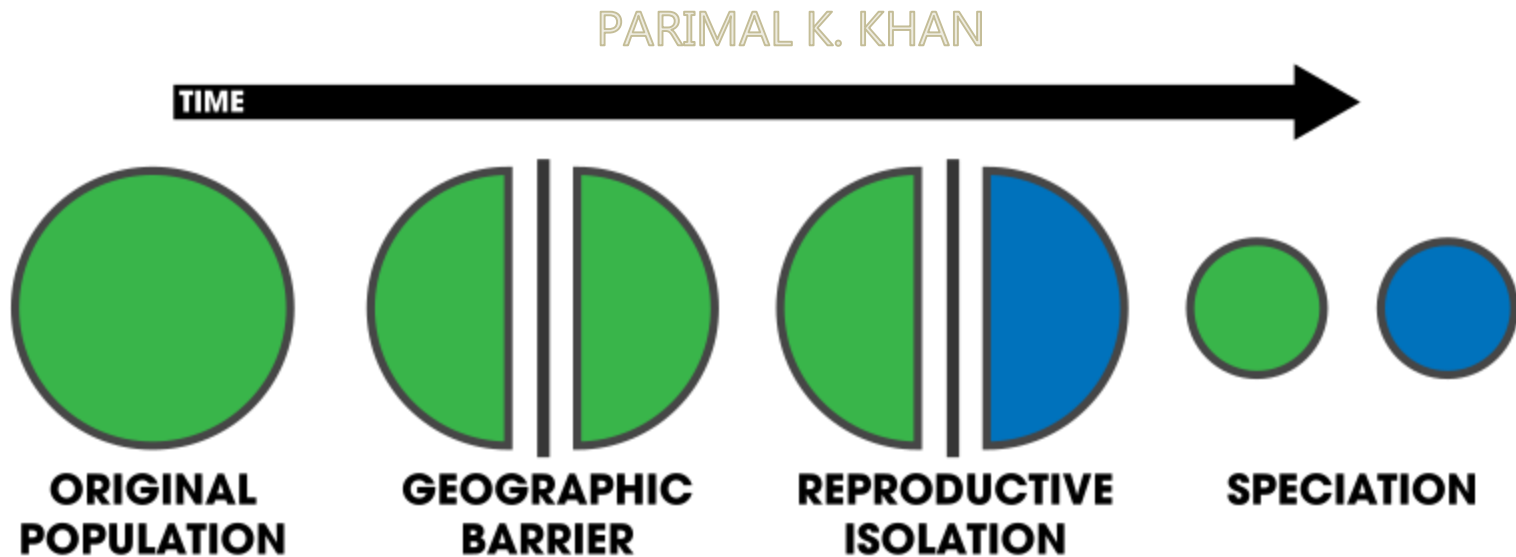 PARIMAL K. KHAN
TIME
ORIGINAL
POPULATION
GEOGRAPHIC
BARRIER
REPRODUCTIVE
ISOLATION
SPECIATION